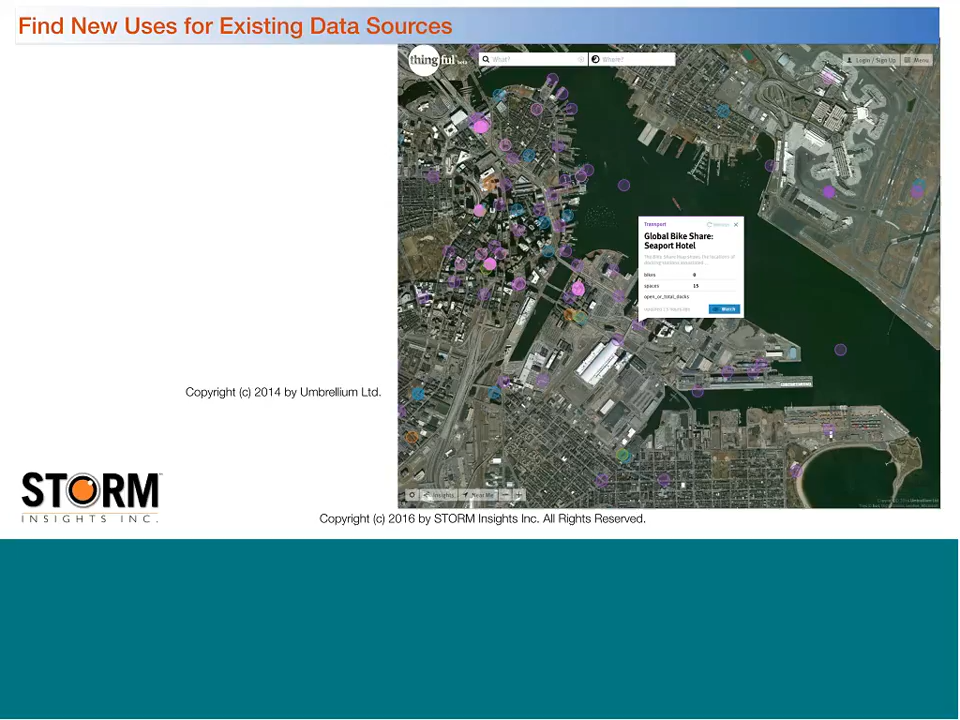 Find New Uses for Existing Data Sources
thingful beta
What?
Where?
Login / Sign Up
Menu
Transport
Global Bike Share:
Seaport Hotel
bikes 8
spaces 15
open_or_total_docks
Watch
Insights
Near Me
Copyright (c) 2014 by Umbrellium Ltd.
STORM
INSIGHTS INC.
Copyright (c) 2016 by STORM Insights Inc. All Rights Reserved.